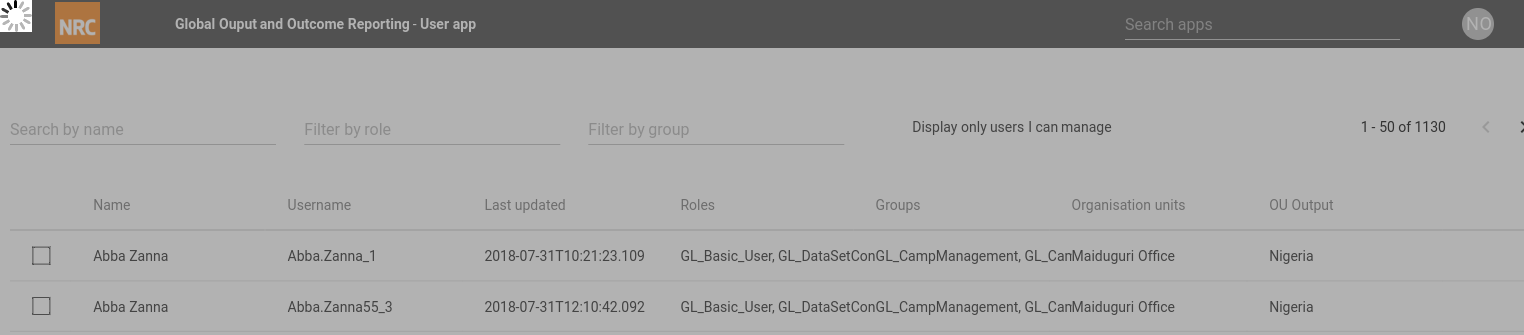 NRC Global Ouput and Outcome Reporting - User app Search apps NO
Search by name Filter by role Filter by group Display only users I can manage 1 - 50 of 1130
Name Username Last updated Roles Groups Organisation units OU Output
Abba Zanna Abba.Zanna_1 2018-07-31T10:21:23.109 GL_Basic_User, GL_DataSetCon GL_CampManagement, GL_Can Maiduguri Office Nigeria
Abba Zanna Abba.Zanna55_3 2018-07-31T12:10:42.092 GL_Basic_User, GL_DataSetCon GL_CampManagement, GL_Can Maiduguri Office Nigeria